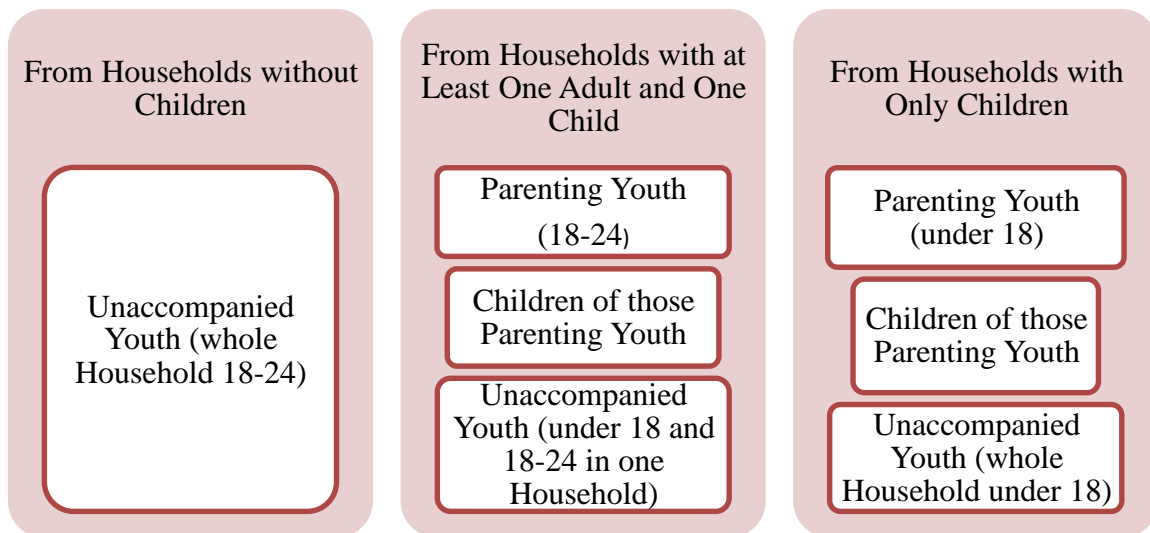 From Households without
Children
Unaccompanied
Youth (whole
Household 18-24)
From Households with at
Least One Adult and One
Child
Parenting Youth
(18-24)
Children of those
Parenting Youth
Unaccompanied
Youth (under 18 and
18-24 in one
Household)
From Households with
Only Children
Parenting Youth
(under 18)
Children of those
Parenting Youth
Unaccompanied
Youth (whole
Household under 18)